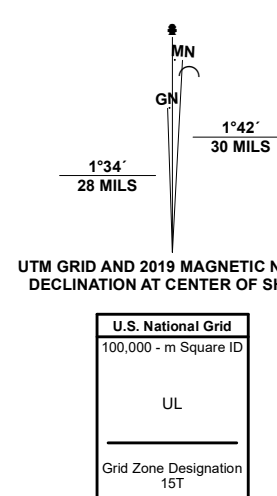 MN
GN
1°42´
30 MILS
1°34´
28 MILS
UTM GRID AND 2019 MAGNETIC N
DECLINATION AT CENTER OF SH
U.S. National Grid
100,000 - m Square ID
UL
Grid Zone Designation
15T